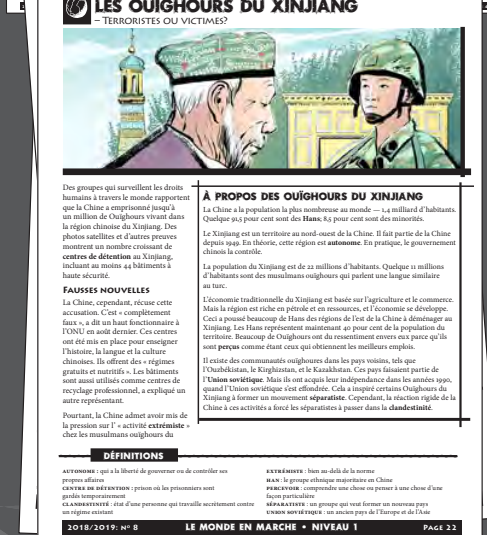 LES OUÏGHOURS DU XINJIANG
– TERRORISTES OU VICTIMES?
Des groupes qui surveillent les droits
humains à travers le monde rapportent
que la Chine a emprisonné jusqu'à
un million de Ouïghours vivant dans
la région chinoise du Xinjiang. Des
photos satellites et d'autres preuves
montrent un nombre croissant de
centres de détention au Xinjiang,
incluant au moins 44 bâtiments à
haute sécurité.
FAUSSES NOUVELLES
La Chine, cependant, récuse cette
accusation. C'est « complètement
faux », a dit un haut fonctionnaire à
l'ONU en août dernier. Ces centres
ont été mis en place pour enseigner
l'histoire, la langue et la culture
chinoises. Ils offrent des « régimes
gratuits et nutritifs ». Les bâtiments
sont aussi utilisés comme centres de
recyclage professionnel, a expliqué un
autre représentant.
Pourtant, la Chine admet avoir mis de
la pression sur l' « activité extrémiste »
chez les musulmans ouïghours du
À PROPOS DES OUÏGHOURS DU XINJIANG
La Chine a la population la plus nombreuse au monde — 1,4 milliard d'habitants.
Quelque 91,5 pour cent sont des Hans; 8,5 pour cent sont des minorités.
Le Xinjiang est un territoire au nord-ouest de la Chine. Il fait partie de la Chine
depuis 1949. En théorie, cette région est autonome. En pratique, le gouvernement
chinois la contrôle.
La population du Xinjiang est de 22 millions d'habitants. Quelque 11 millions
d'habitants sont des musulmans ouïghours qui parlent une langue similaire
au turc.
L'économie traditionnelle du Xinjiang est basée sur l'agriculture et le commerce.
Mais la région est riche en pétrole et en ressources, et l'économie se développe.
Ceci a poussé beaucoup de Hans des régions de l'est de la Chine à déménager au
Xinjiang. Les Hans représentent maintenant 40 pour cent de la population du
territoire. Beaucoup de Ouïghours ont du ressentiment envers eux parce qu'ils
sont perçus comme étant ceux qui obtiennent les meilleurs emplois.
Il existe des communautés ouïghoures dans les pays voisins, tels que
l'Ouzbékistan, le Kirghizstan, et le Kazakhstan. Ces pays faisaient partie de
l'Union soviétique. Mais ils ont acquis leur indépendance dans les années 1990,
quand l'Union soviétique s'est effondrée. Cela a inspiré certains Ouïghours du
Xinjiang à former un mouvement séparatiste. Cependant, la réaction rigide de la
Chine à ces activités a forcé les séparatistes à passer dans la clandestinité.
DÉFINITIONS
AUTONOME : qui a la liberté de gouverner ou de contrôler ses
propres affaires
CENTRE DE DÉTENTION : prison où les prisonniers sont
gardés temporairement
CLANDESTINITÉ : état d'une personne qui travaille secrètement contre
un régime existant
EXTRÉMISTE : bien au-delà de la norme
HAN : le groupe ethnique majoritaire en Chine
PERCEVOIR : comprendre une chose ou penser à une chose d'une
façon particulière
SÉPARATISTE : un groupe qui veut former un nouveau pays
UNION SOVIÉTIQUE : un ancien pays de l'Europe et de l'Asie
2018/2019: Nº 8 LE MONDE EN MARCHE • NIVEAU 1 PAGE 22